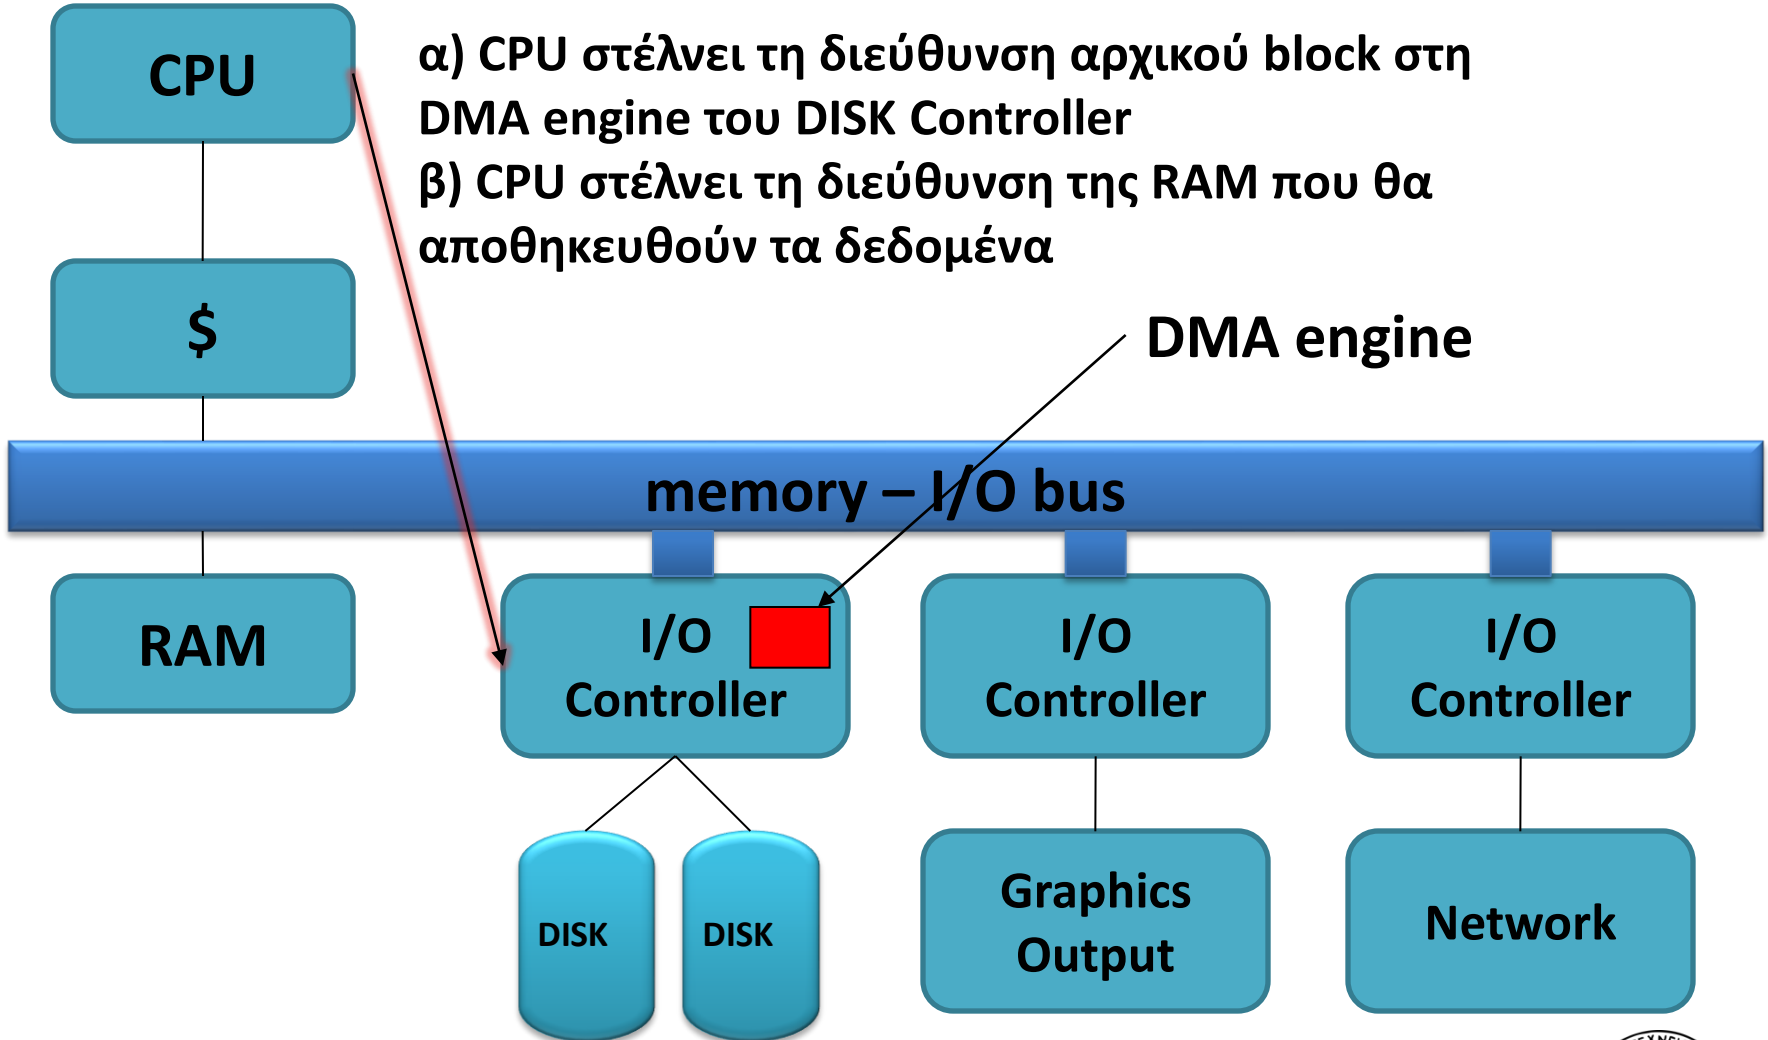 CPU
α) CPU στέλνει τη διεύθυνση αρχικού block στη
DMA engine του DISK Controller
β) CPU στέλνει τη διεύθυνση της RAM που θα
αποθηκευθούν τα δεδομένα
$
DMA engine
memory – I/O bus
RAM
I/O
Controller
I/O
Controller
I/O
Controller
DISK
DISK
Graphics
Output
Network